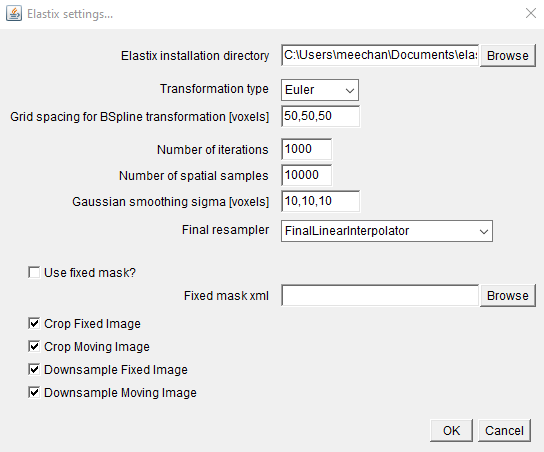 Elastix settings...
Elastix installation directory C:\Users\meechan\Documents\elas Browse
Transformation type Euler
Grid spacing for BSpline transformation [voxels] 50,50,50
Number of iterations 1000
Number of spatial samples 10000
Gaussian smoothing sigma [voxels] 10,10,10
Final resampler FinalLinearInterpolator
Use fixed mask?
Fixed mask xml Browse
Crop Fixed Image
Crop Moving Image
Downsample Fixed Image
Downsample Moving Image
OK Cancel